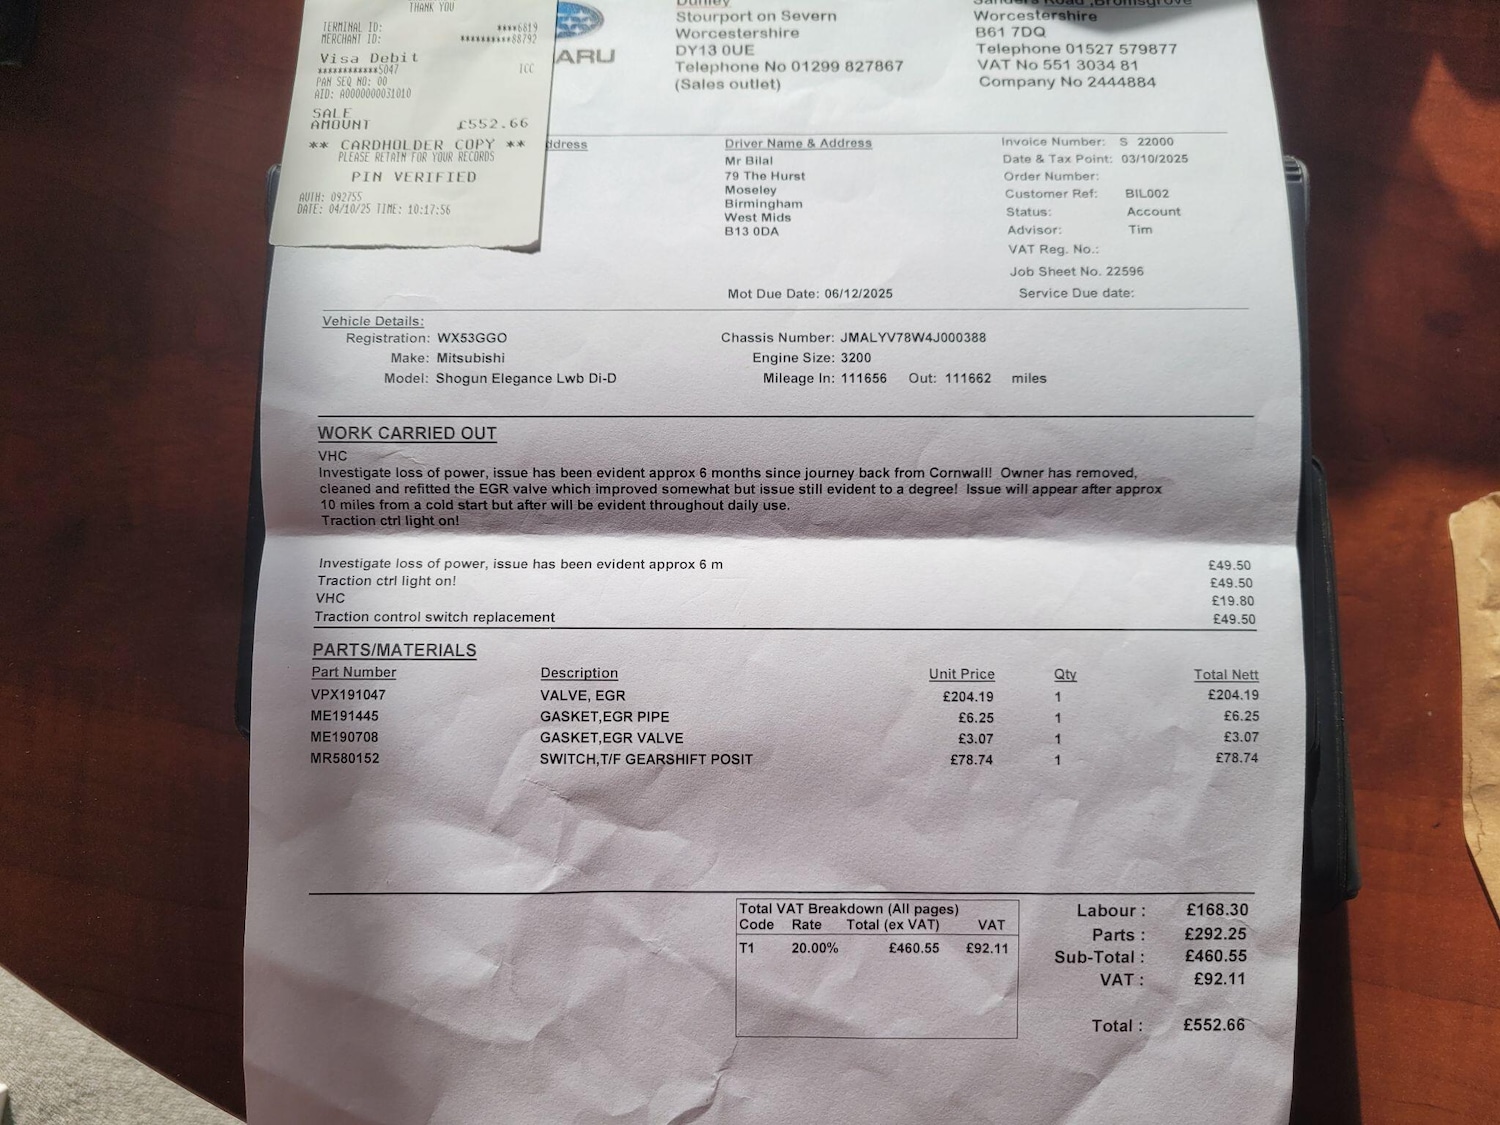 THANK YOU
TERMINAL ID: ****6819
MERCHANT ID: **********88792
Visa Debit
************5047 ICC
PAN SEQ NO: 00
AID: A0000000031010
SALE
AMOUNT £552.66
** CARDHOLDER COPY **
PLEASE RETAIN FOR YOUR RECORDS
PIN VERIFIED
AUTH: 092755
DATE: 04/10/25 TIME: 10:17:56
ARU
Dunley
Stourport on Severn
Worcestershire
DY13 0UE
Telephone No 01299 827867
(Sales outlet)
Sanders Road ,Bromsgrove
Worcestershire
B61 7DQ
Telephone 01527 579877
VAT No 551 3034 81
Company No 2444884
ddress
Driver Name & Address
Mr Bilal
79 The Hurst
Moseley
Birmingham
West Mids
B13 0DA
Mot Due Date: 06/12/2025
Invoice Number: S 22000
Date & Tax Point: 03/10/2025
Order Number:
Customer Ref: BIL002
Status: Account
Advisor: Tim
VAT Reg. No.:
Job Sheet No. 22596
Service Due date:
Vehicle Details:
Registration: WX53GGO
Make: Mitsubishi
Model: Shogun Elegance Lwb Di-D
Chassis Number: JMALYV78W4J000388
Engine Size: 3200
Mileage In: 111656 Out: 111662 miles
WORK CARRIED OUT
VHC
Investigate loss of power, issue has been evident approx 6 months since journey back from Cornwall! Owner has removed,
cleaned and refitted the EGR valve which improved somewhat but issue still evident to a degree! Issue will appear after approx
10 miles from a cold start but after will be evident throughout daily use.
Traction ctrl light on!
Investigate loss of power, issue has been evident approx 6 m £49.50
Traction ctrl light on! £49.50
VHC £19.80
Traction control switch replacement £49.50
PARTS/MATERIALS
Part Number Description Unit Price Qty Total Nett
VPX191047 VALVE, EGR £204.19 1 £204.19
ME191445 GASKET,EGR PIPE £6.25 1 £6.25
ME190708 GASKET,EGR VALVE £3.07 1 £3.07
MR580152 SWITCH,T/F GEARSHIFT POSIT £78.74 1 £78.74
Total VAT Breakdown (All pages)
Code Rate Total (ex VAT) VAT
T1 20.00% £460.55 £92.11
Labour : £168.30
Parts : £292.25
Sub-Total : £460.55
VAT : £92.11
Total : £552.66